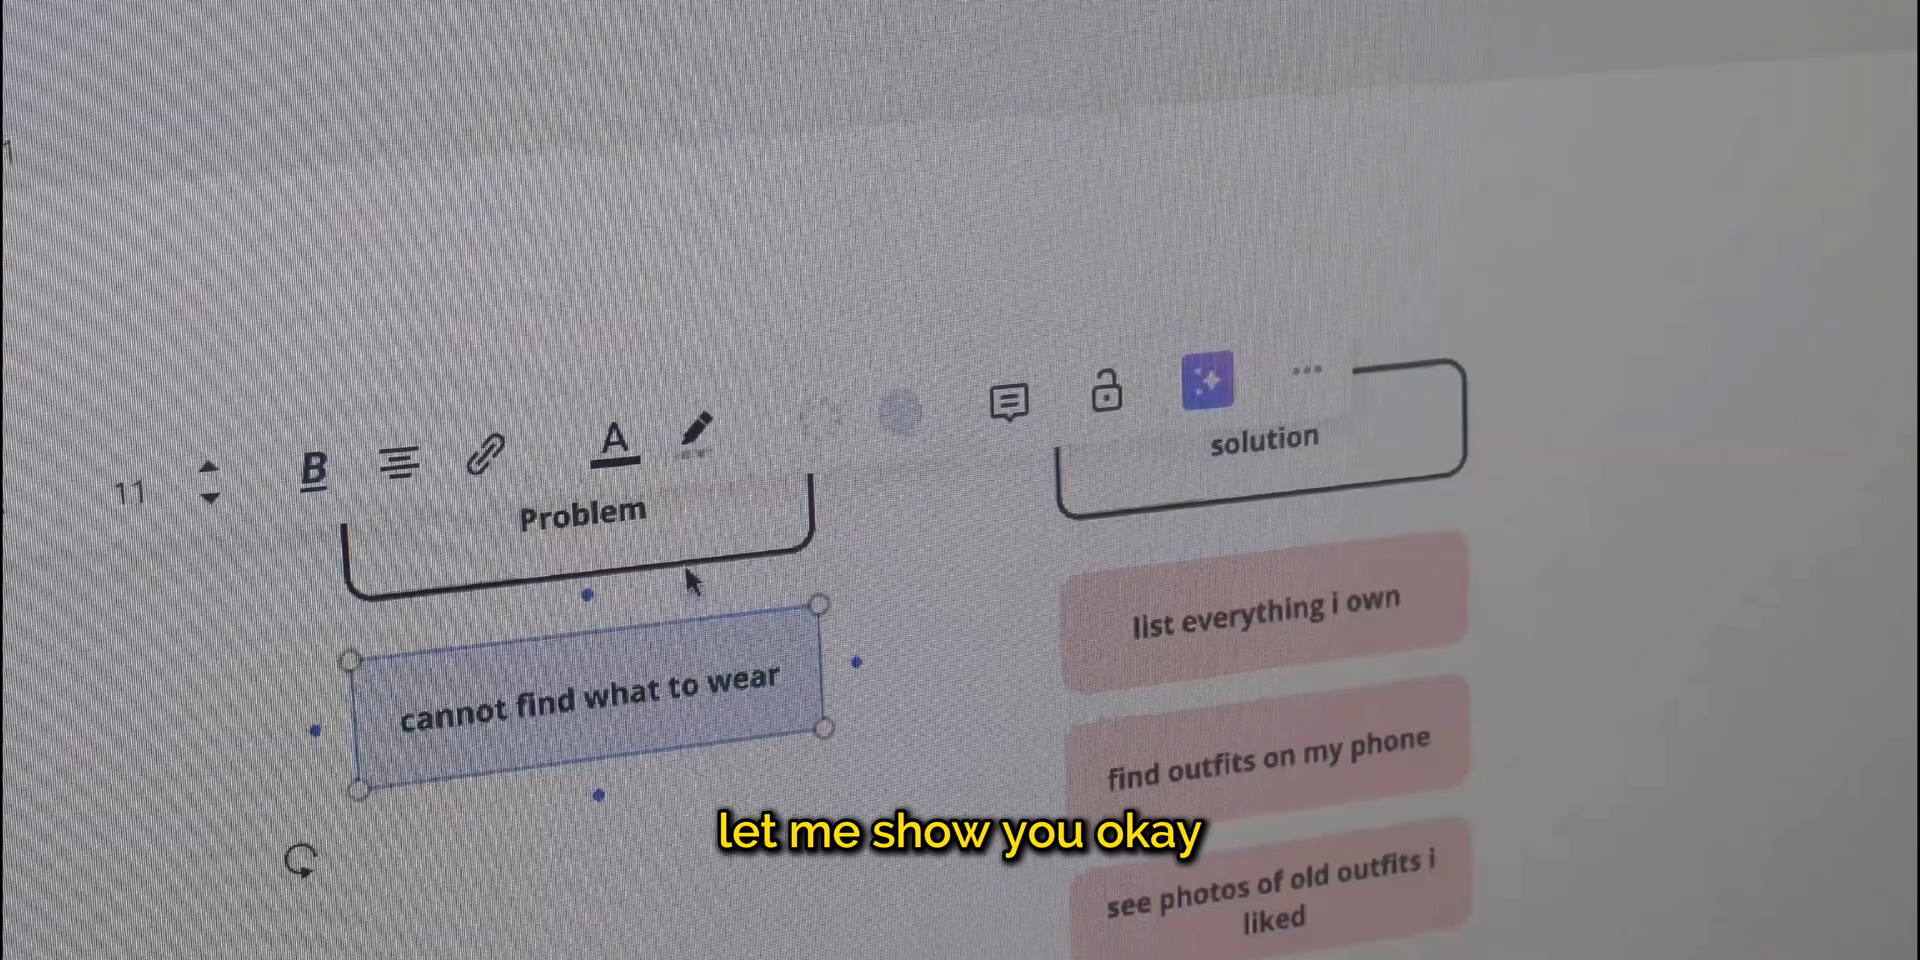 11
B
A
Problem
cannot find what to wear
solution
list everything i own
find outfits on my phone
see photos of old outfits i
liked
let me show you okay